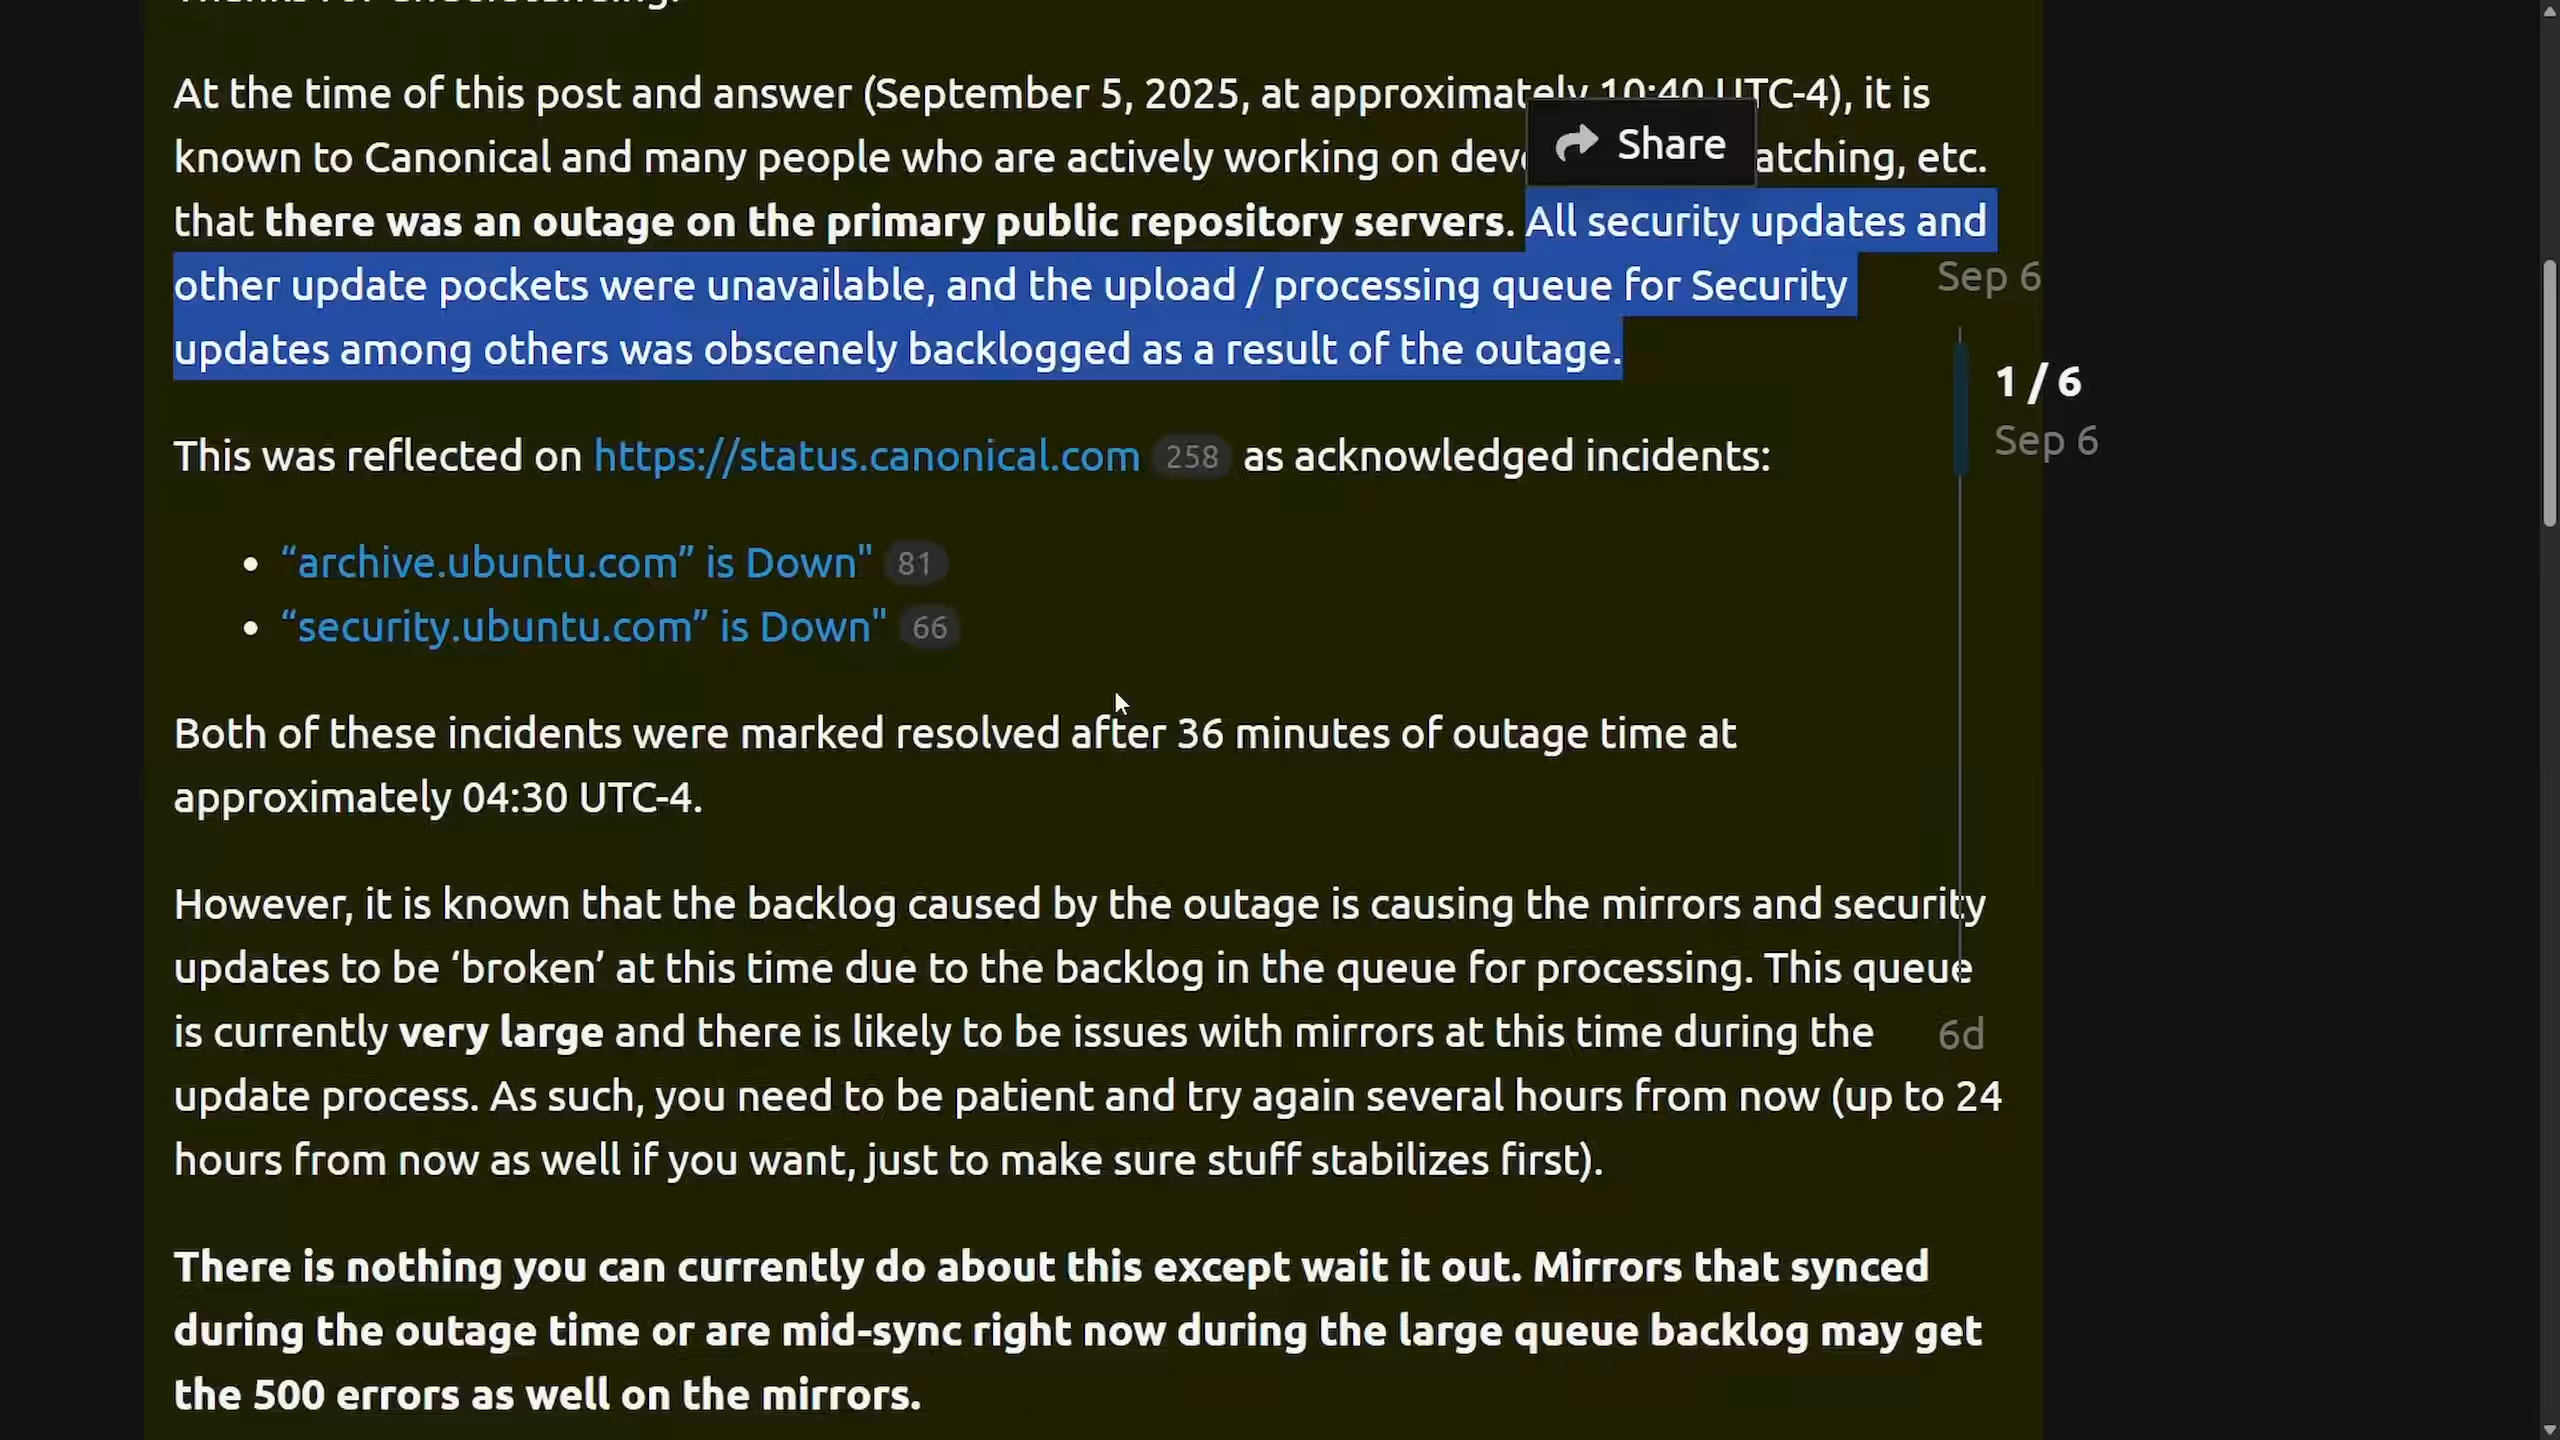 At the time of this post and answer (September 5, 2025, at approximately 10:40 UTC-4), it is
known to Canonical and many people who are actively working on atching, etc.
Share
that there was an outage on the primary public repository servers. All security updates and
other update pockets were unavailable, and the upload / processing queue for Security
updates among others was obscenely backlogged as a result of the outage.
Sep 6
1 / 6
Sep 6
This was reflected on https://status.canonical.com 258 as acknowledged incidents:
• “archive.ubuntu.com” is Down" 81
• “security.ubuntu.com” is Down" 66
Both of these incidents were marked resolved after 36 minutes of outage time at
approximately 04:30 UTC-4.
However, it is known that the backlog caused by the outage is causing the mirrors and security
updates to be ‘broken’ at this time due to the backlog in the queue for processing. This queue
is currently very large and there is likely to be issues with mirrors at this time during the
6d
update process. As such, you need to be patient and try again several hours from now (up to 24
hours from now as well if you want, just to make sure stuff stabilizes first).
There is nothing you can currently do about this except wait it out. Mirrors that synced
during the outage time or are mid-sync right now during the large queue backlog may get
the 500 errors as well on the mirrors.